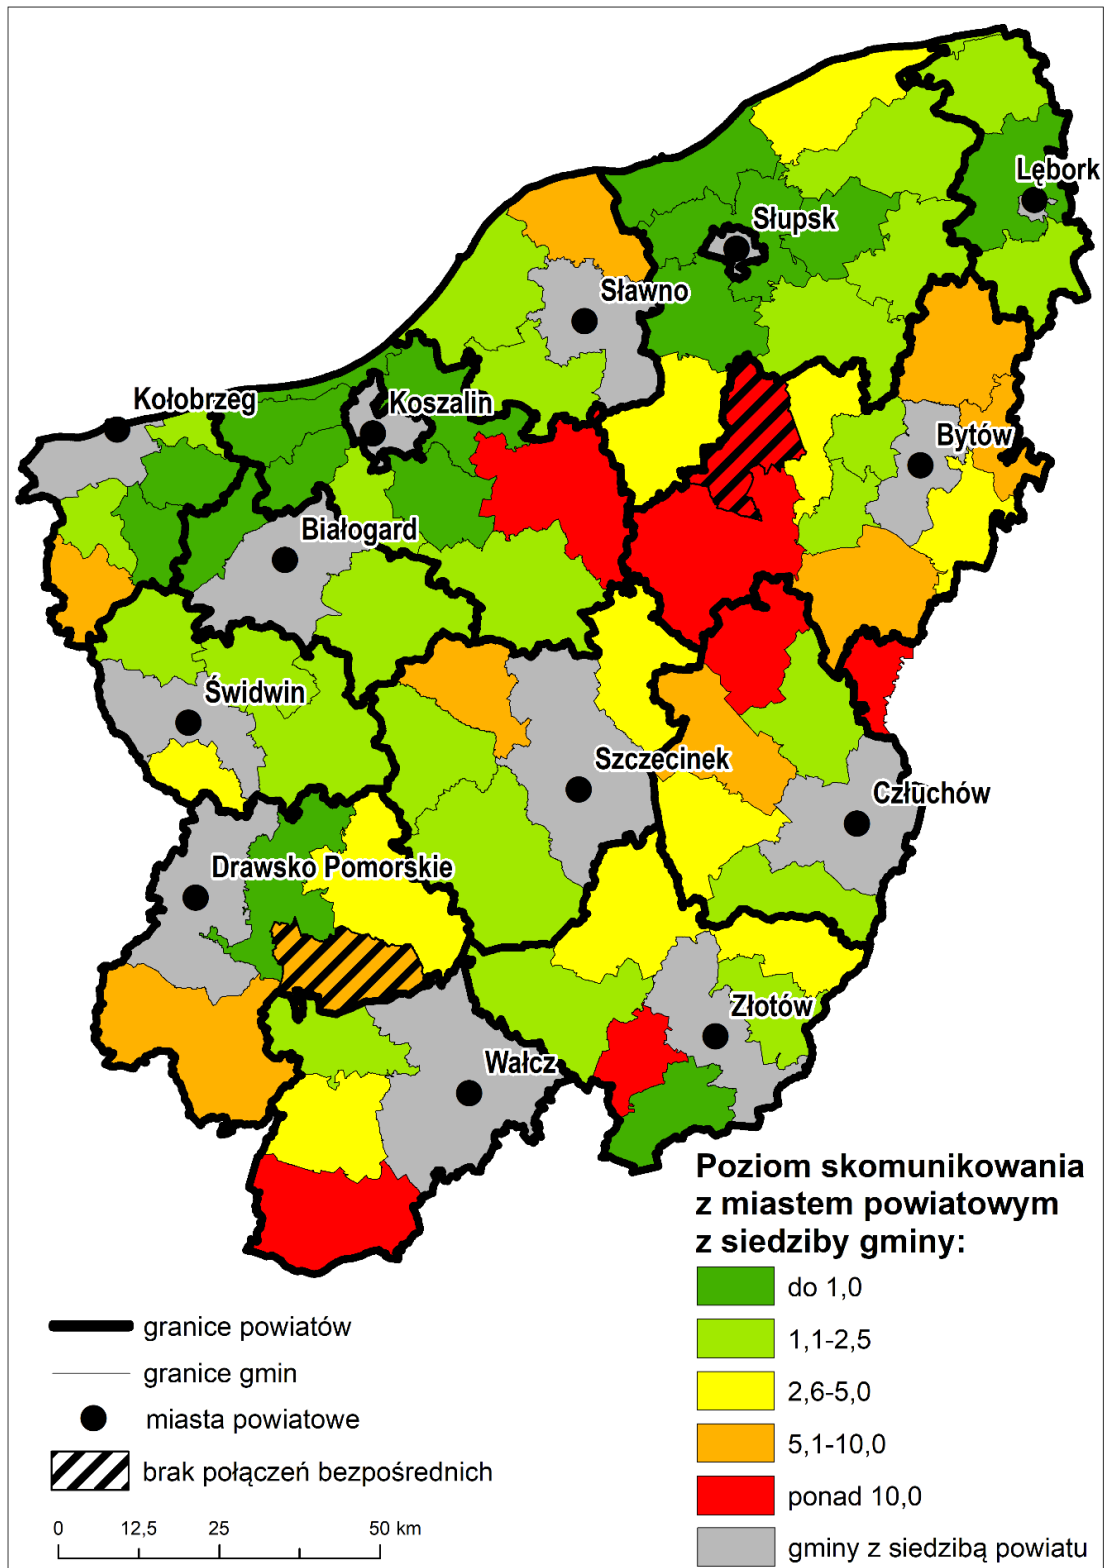 Lębork
Słupsk
Sławno
Kołobrzeg
Koszalin
Bytów
Białogard
Świdwin
Szczecinek
Człuchów
Drawsko Pomorskie
Złotów
Wałcz
Poziom skomunikowania
z miastem powiatowym
z siedziby gminy:
do 1,0
1,1-2,5
2,6-5,0
5,1-10,0
ponad 10,0
gminy z siedzibą powiatu
granice powiatów
granice gmin
miasta powiatowe
brak połączeń bezpośrednich
0 12,5 25 50 km